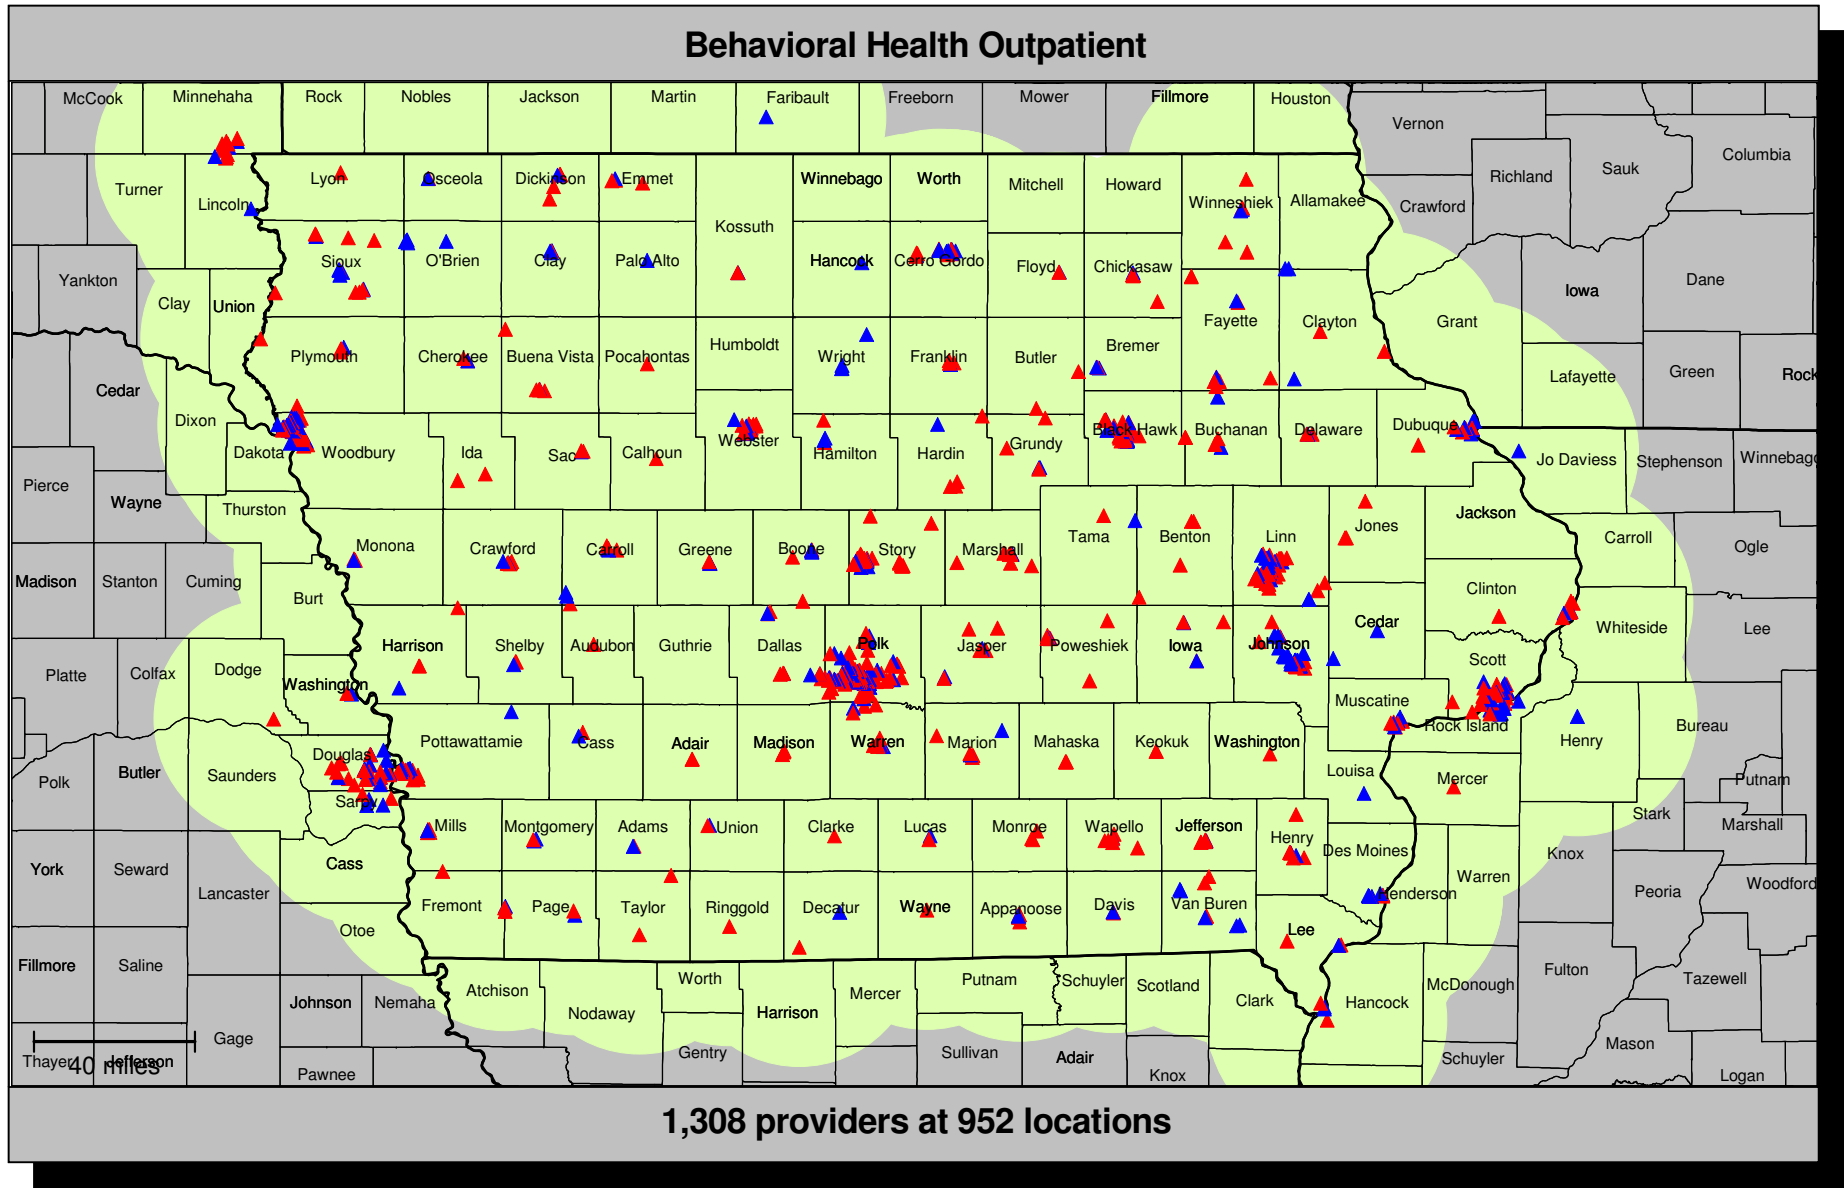 Behavioral Health Outpatient
McCook Minnehaha Rock Nobles Jackson Martin Faribault Freeborn Mower Fillmore Houston
Vernon
Columbia
Richland Sauk
Turner Lyon Osceola Dickinson Emmet Winnebago Worth Mitchell Howard
Lincoln Winneshiek Allamakee Crawford
Kossuth
Yankton Sioux O'Brien Clay Palo Alto Hancock Cerro Gordo Floyd Chickasaw Dane
Clay Union Iowa
Fayette Clayton Grant
Plymouth Cherokee Buena Vista Pocahontas Humboldt Wright Franklin Butler Bremer
Cedar Lafayette Green Rock
Dixon
Dakota Woodbury Ida Sac Calhoun Webster Hamilton Hardin Grundy Black Hawk Buchanan Delaware Dubuque
Jo Daviess Stephenson Winnebago
Pierce Wayne Thurston
Jackson
Monona Crawford Carroll Greene Boone Story Marshall Tama Benton Linn Jones
Carroll Ogle
Madison Stanton Cuming Clinton
Burt
Cedar Whiteside Lee
Harrison Shelby Audubon Guthrie Dallas Polk Jasper Poweshiek Iowa Johnson
Scott
Platte Colfax Dodge Washington
Muscatine
Rock Island Henry Bureau
Douglas Pottawattamie Cass Adair Madison Warren Marion Mahaska Keokuk Washington
Polk Butler Saunders Louisa Mercer Putnam
Sarpy
Stark Marshall
Mills Montgomery Adams Union Clarke Lucas Monroe Wapello Jefferson Henry Des Moines
York Seward Cass Knox
Lancaster Warren Peoria Woodford
Fremont Page Taylor Ringgold Decatur Wayne Appanoose Davis Van Buren Henderson
Otoe Lee
Fillmore Saline Fulton Tazewell
Atchison Worth Putnam Schuyler Scotland McDonough
Johnson Nemaha Nodaway Harrison Mercer Clark Hancock
Gage Mason
Thayer Jefferson Gentry Sullivan Adair Schuyler
40 miles
Pawnee Knox Logan
1,308 providers at 952 locations